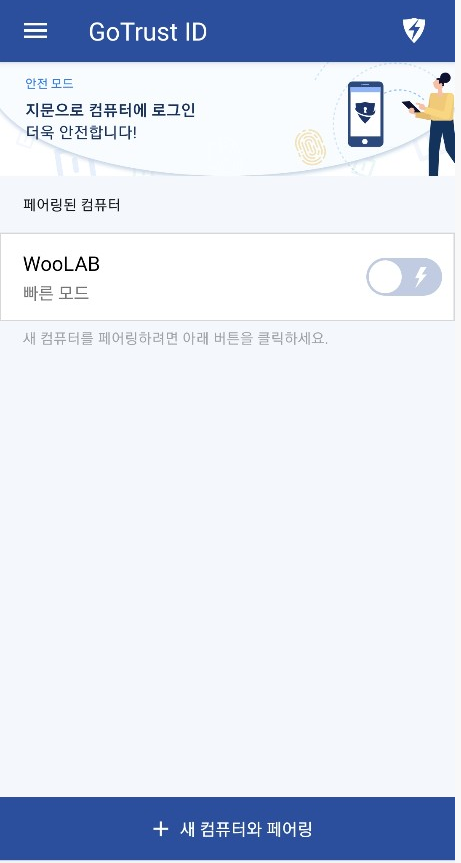 GoTrust ID
안전 모드
지문으로 컴퓨터에 로그인
더욱 안전합니다!
페어링된 컴퓨터
WooLAB
빠른 모드
새 컴퓨터를 페어링하려면 아래 버튼을 클릭하세요.
+ 새 컴퓨터와 페어링